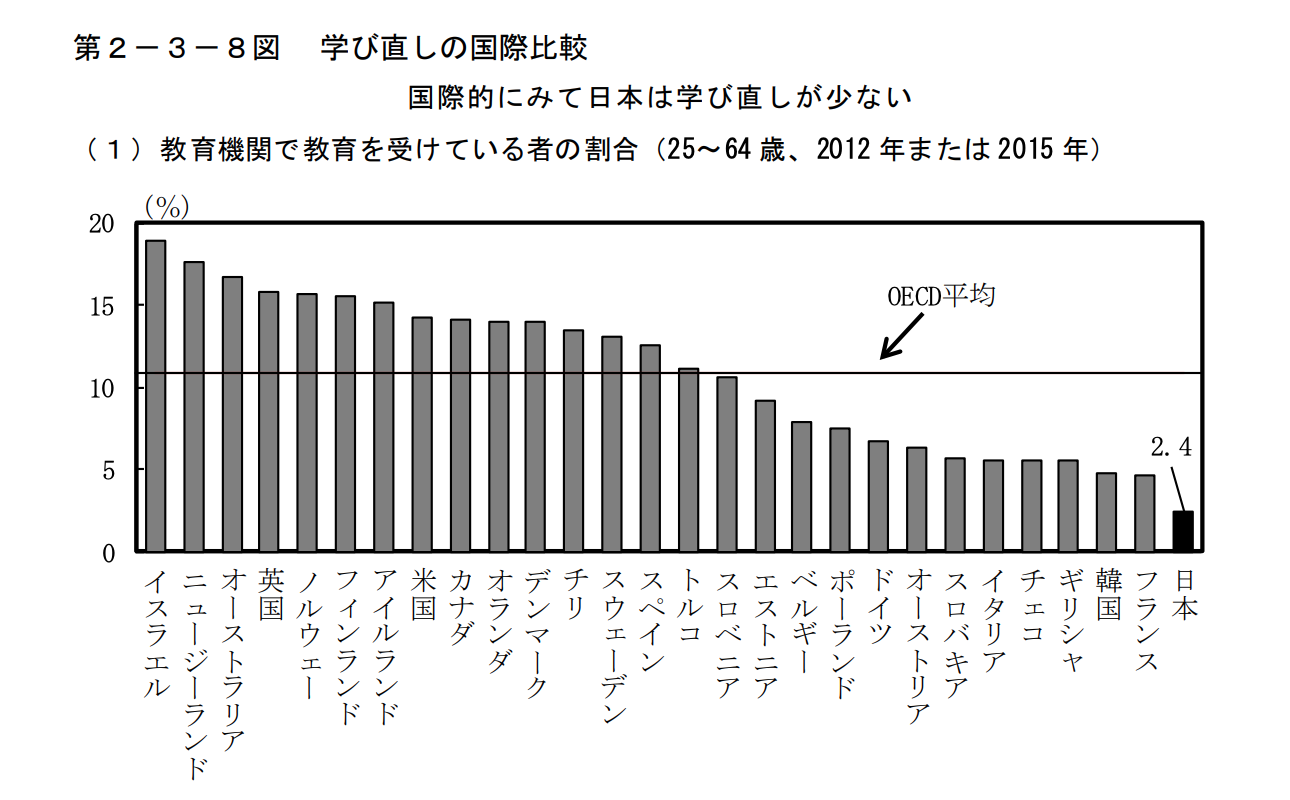 第２－３－８図　学び直しの国際比較
国際的にみて日本は学び直しが少ない
（１）教育機関で教育を受けている者の割合（25～64 歳、2012 年または 2015 年）
(%)
20
15
10
5
0
OECD平均
2.4
イスラエル
ニュージーランド
オーストラリア
英国
ノルウェー
フィンランド
アイルランド
米国
カナダ
オランダ
デンマーク
チリ
スウェーデン
スペイン
トルコ
スロベニア
エストニア
ベルギー
ポーランド
ドイツ
オーストリア
スロバキア
イタリア
チェコ
ギリシャ
韓国
フランス
日本